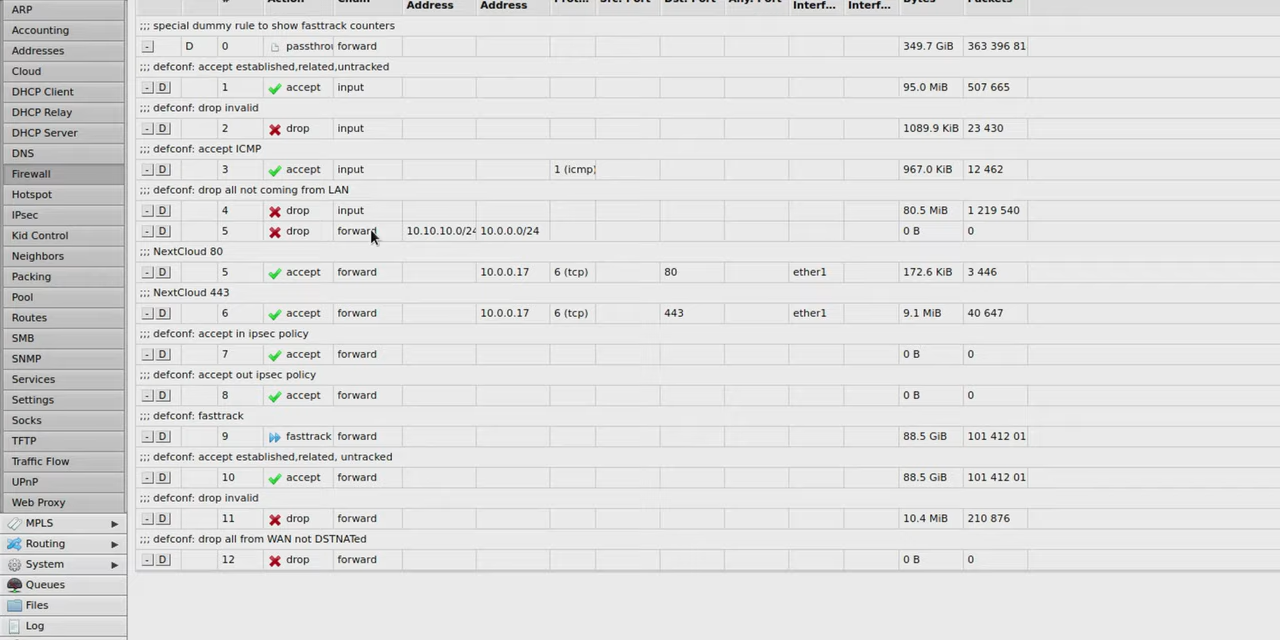 # Action Chain Address Address Prot... Src. Port Dst. Port Any. Port Interf... Interf... Bytes Packets
ARP
Accounting
Addresses
Cloud
DHCP Client
DHCP Relay
DHCP Server
DNS
Firewall
Hotspot
IPsec
Kid Control
Neighbors
Packing
Pool
Routes
SMB
SNMP
Services
Settings
Socks
TFTP
Traffic Flow
UPnP
Web Proxy
MPLS
Routing
System
Queues
Files
Log
;;; special dummy rule to show fasttrack counters
- D 0 passthrou forward 349.7 GiB 363 396 81
;;; defconf: accept established,related,untracked
- D 1 accept input 95.0 MiB 507 665
;;; defconf: drop invalid
- D 2 drop input 1089.9 KiB 23 430
;;; defconf: accept ICMP
- D 3 accept input 1 (icmp) 967.0 KiB 12 462
;;; defconf: drop all not coming from LAN
- D 4 drop input 80.5 MiB 1 219 540
- D 5 drop forward 10.10.10.0/24 10.0.0.0/24 0 B 0
;;; NextCloud 80
- D 5 accept forward 10.0.0.17 6 (tcp) 80 ether1 172.6 KiB 3 446
;;; NextCloud 443
- D 6 accept forward 10.0.0.17 6 (tcp) 443 ether1 9.1 MiB 40 647
;;; defconf: accept in ipsec policy
- D 7 accept forward 0 B 0
;;; defconf: accept out ipsec policy
- D 8 accept forward 0 B 0
;;; defconf: fasttrack
- D 9 fasttrack forward 88.5 GiB 101 412 01
;;; defconf: accept established,related, untracked
- D 10 accept forward 88.5 GiB 101 412 01
;;; defconf: drop invalid
- D 11 drop forward 10.4 MiB 210 876
;;; defconf: drop all from WAN not DSTNATed
- D 12 drop forward 0 B 0